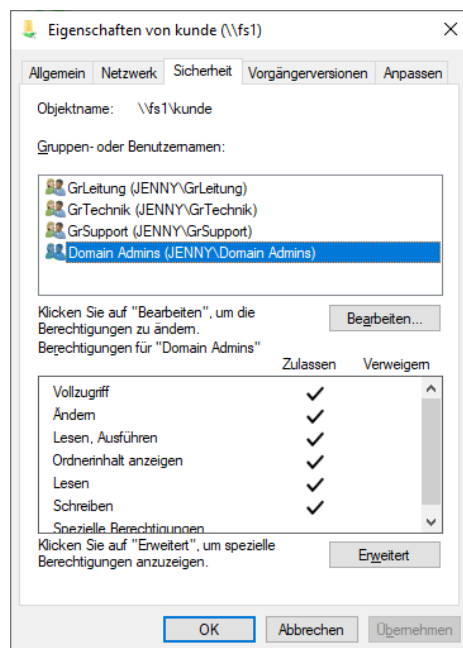 Eigenschaften von kunde (\\fs1)
Allgemein Netzwerk Sicherheit Vorgängerversionen Anpassen
Objektname: \\fs1\kunde
Gruppen- oder Benutzernamen:
GrLeitung (JENNY\GrLeitung)
GrTechnik (JENNY\GrTechnik)
GrSupport (JENNY\GrSupport)
Domain Admins (JENNY\Domain Admins)
Klicken Sie auf "Bearbeiten", um die
Berechtigungen zu ändern.
Bearbeiten...
Berechtigungen für "Domain Admins"
Zulassen Verweigern
Vollzugriff
Ändern
Lesen, Ausführen
Ordnerinhalt anzeigen
Lesen
Schreiben
Spezielle Berechtigungen
Klicken Sie auf "Erweitert", um spezielle
Berechtigungen anzuzeigen.
Erweitert
OK Abbrechen Übernehmen